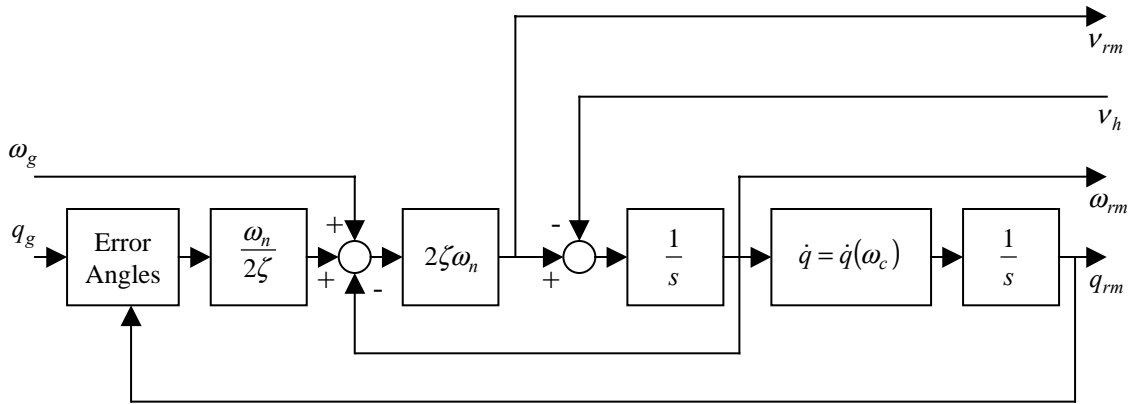 ν_rm
ν_h
ω_g
ω_rm
q_g
Error
Angles
ω_n
2ζ
+
+
-
2ζω_n
-
+
1
s
q̇ = q̇(ω_c)
1
s
q_rm